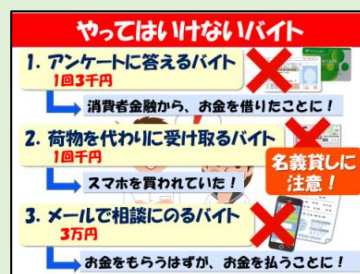 やってはいけないバイト
1. アンケートに答えるバイト
1回3千円
消費者金融から、お金を借りたことに！
2. 荷物を代わりに受け取るバイト
1回千円
スマホを買われていた！
名義貸しに
注意！
3. メールで相談にのるバイト
3万円
お金をもらうはずが、お金を払うことに！